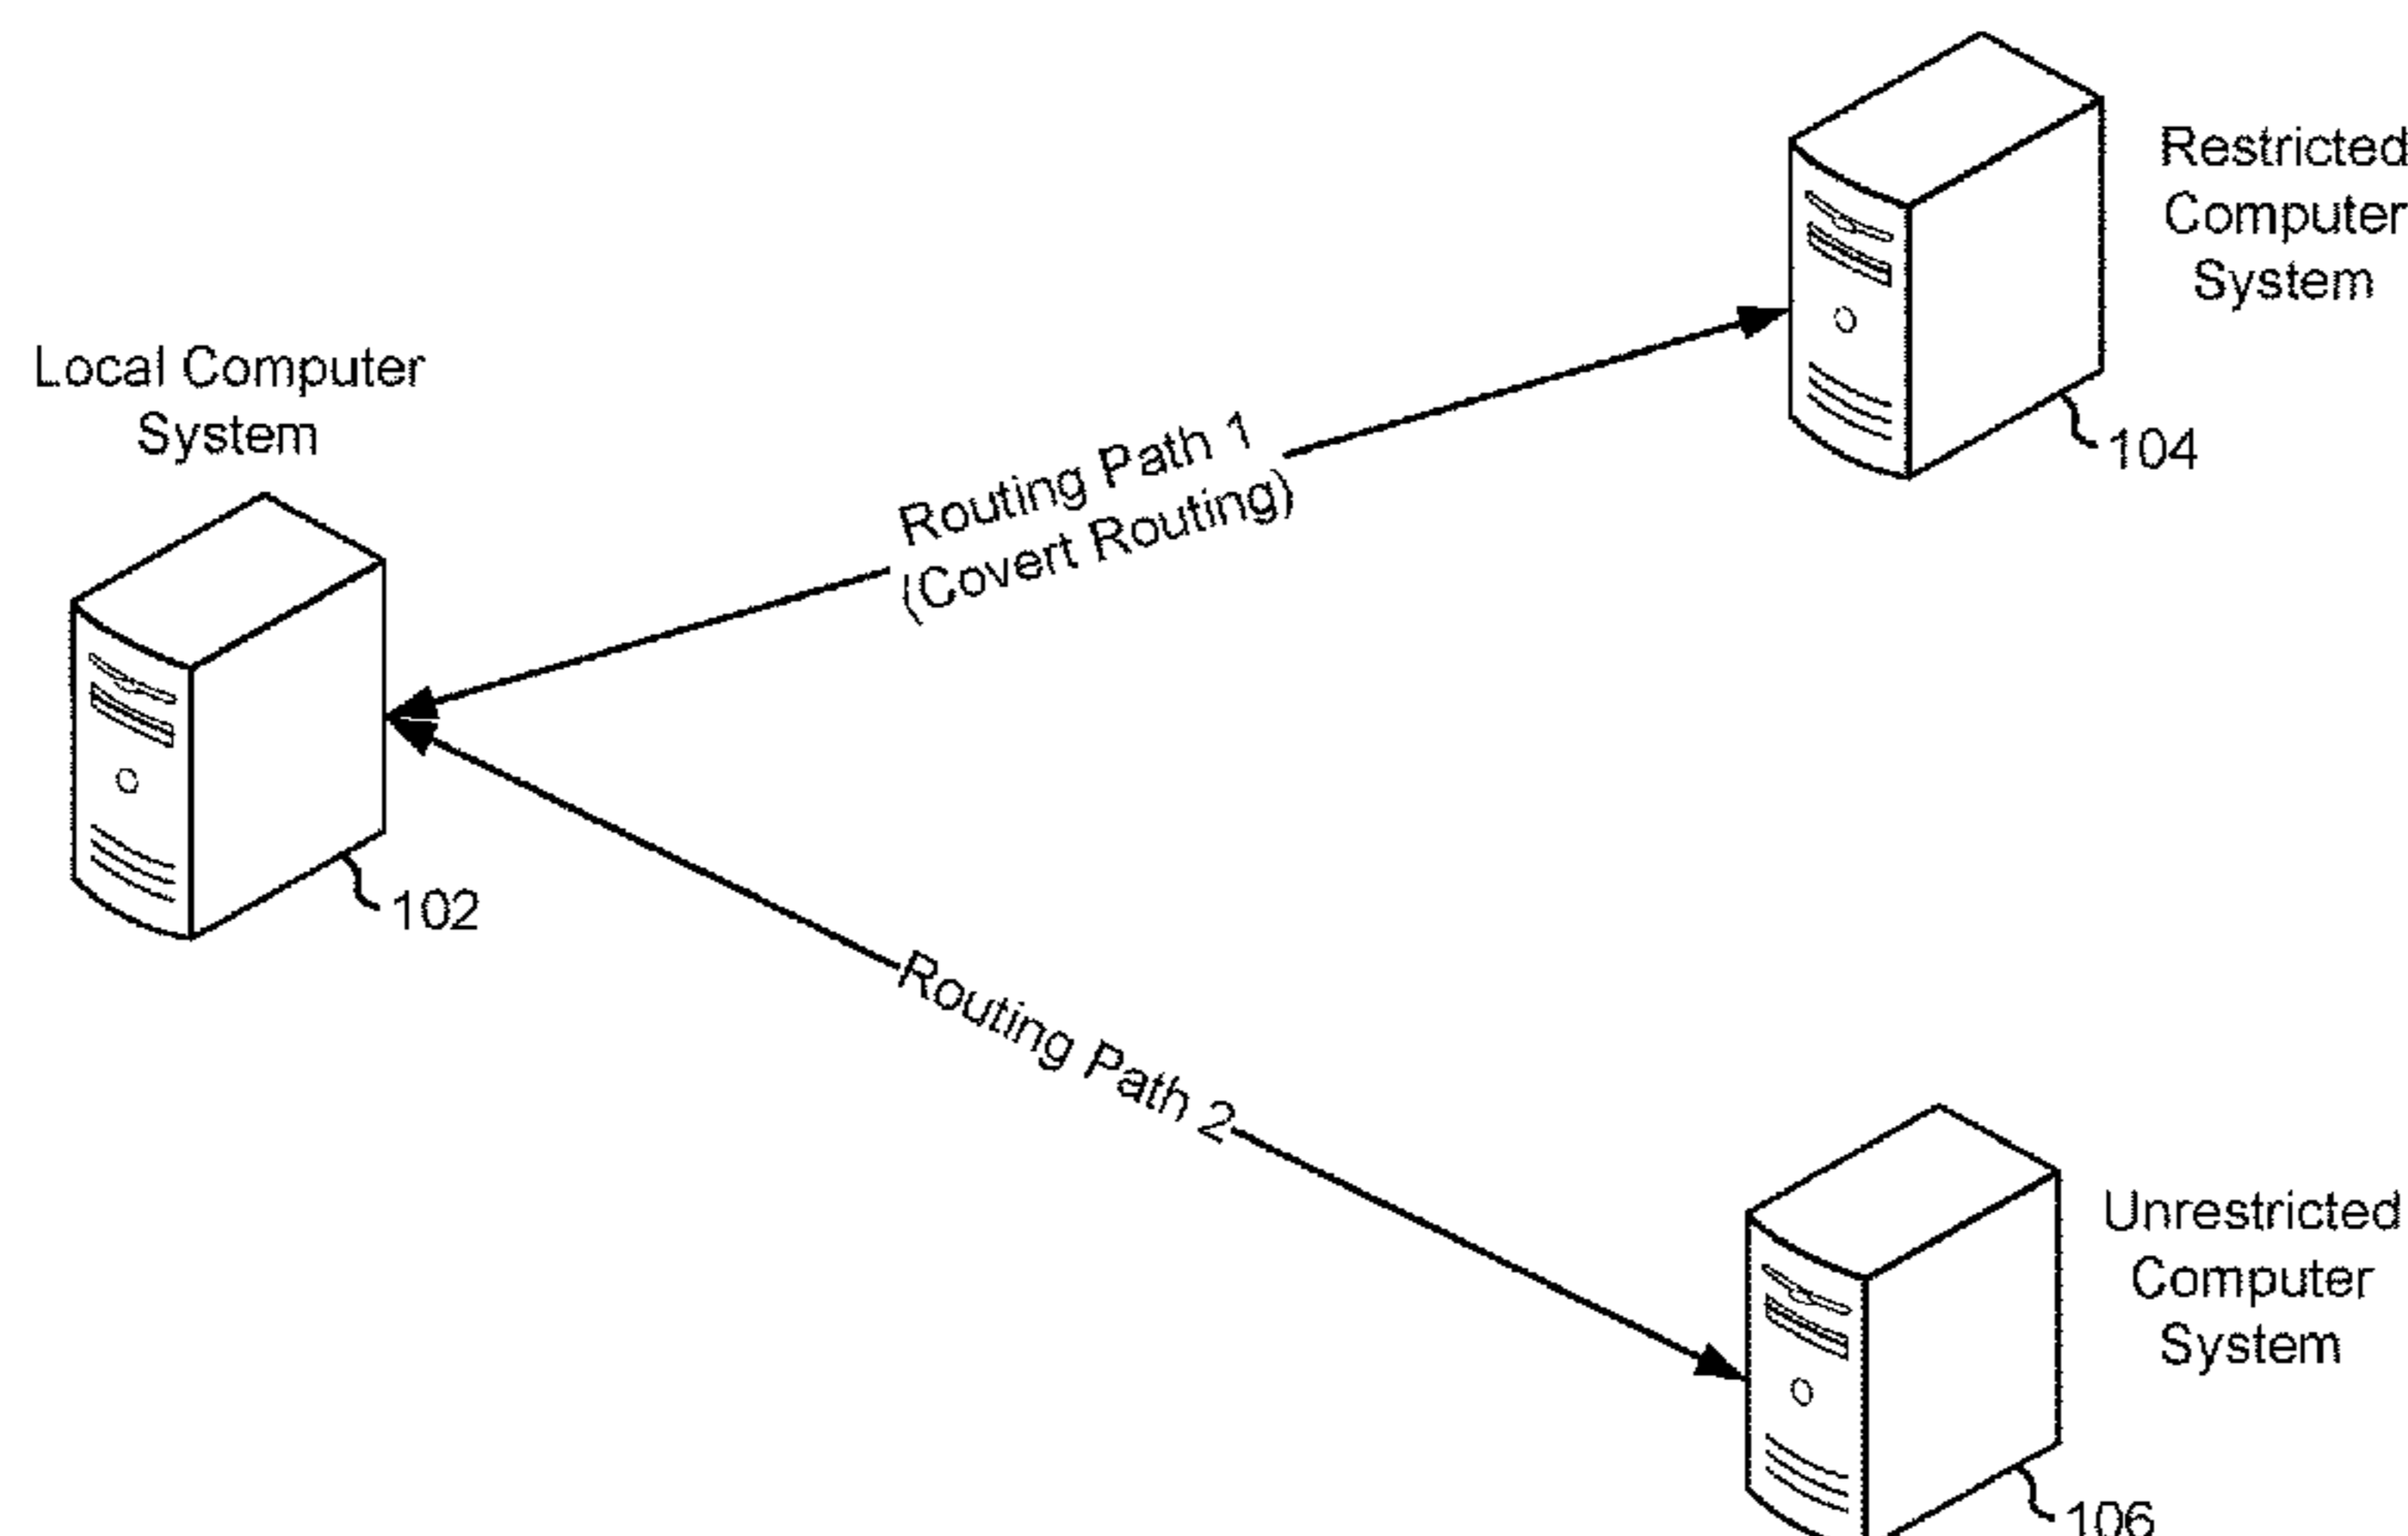 Restricted
Computer
System
104
Local Computer
System
102
Routing Path 1
(Covert Routing)
Routing Path 2
Unrestricted
Computer
System
106